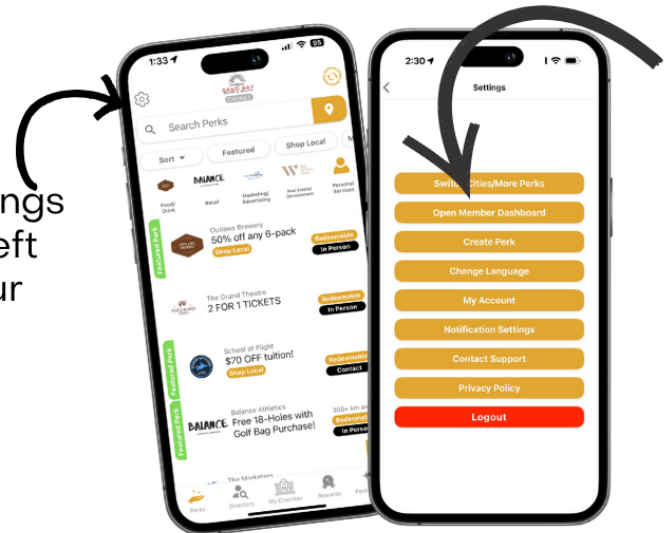 ngs
eft
ur
1:33
95
CHAMBER
Search Perks
Sort
Featured
Shop Local
Food/
Drink
BALANCE
Retail
Marketing/
Advertising
Real Estate/
Development
Personal
Services
Featured Perk
Outlaws Brewery
50% off any 6-pack
Shop Local
Redeemable
In Person
The Grand Theatre
2 FOR 1 TICKETS
Redeemable
In Person
Featured Perk
School of Flight
$70 OFF tuition!
Shop Local
Redeemable
Contact
Featured Perk
BALANCE
Balance Athletics
Free 18-Holes with
Golf Bag Purchase!
300+ km aw
Redeemable
In Person
The Marketers
Perks
Directory
My Chamber
Rewards
2:30
Settings
Cities/More Perks
Open Member Dashboard
Create Perk
Change Language
My Account
Notification Settings
Contact Support
Privacy Policy
Logout